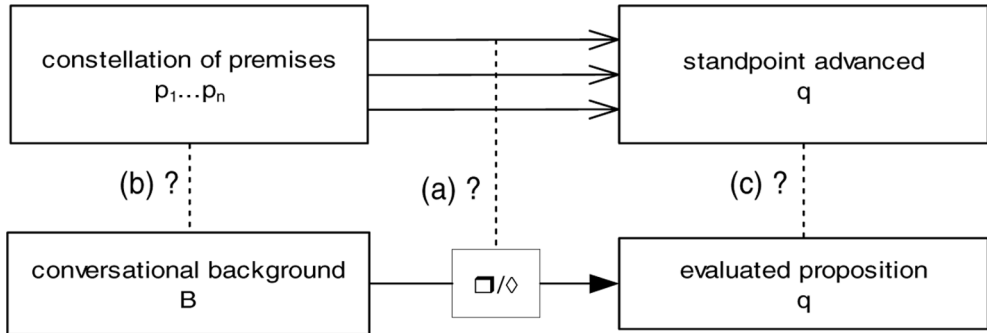 constellation of premises
p₁...pₙ
standpoint advanced
q
(b) ?
(a) ?
(c) ?
conversational background
B
❒/◊
evaluated proposition
q